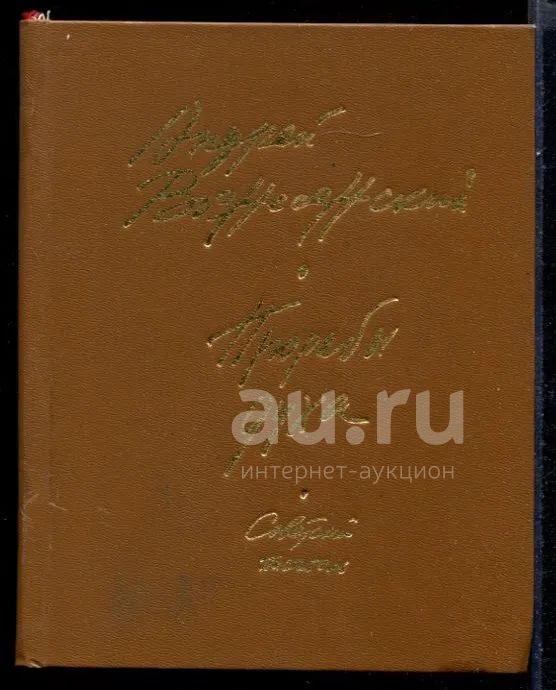 Андрей
Вознесенский
Прорабы
духа
au.ru
интернет-аукцион
Советский
писатель